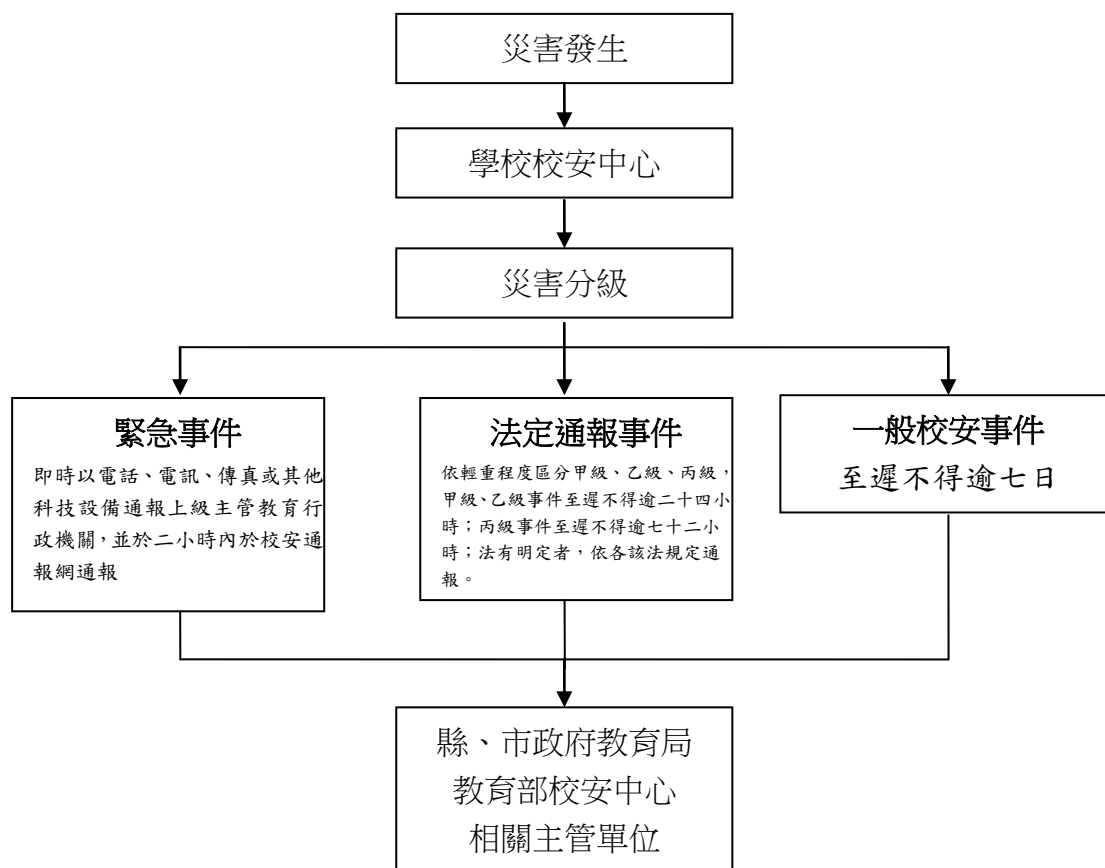 災害發生
學校校安中心
災害分級
緊急事件
即時以電話、電訊、傳真或其他
科技設備通報上級主管教育行
政機關，並於二小時內於校安通
報網通報
法定通報事件
依輕重程度區分甲級、乙級、丙級，
甲級、乙級事件至遲不得逾二十四小
時；丙級事件至遲不得逾七十二小
時；法有明定者，依各該法規定通
報。
一般校安事件
至遲不得逾七日
縣、市政府教育局
教育部校安中心
相關主管單位